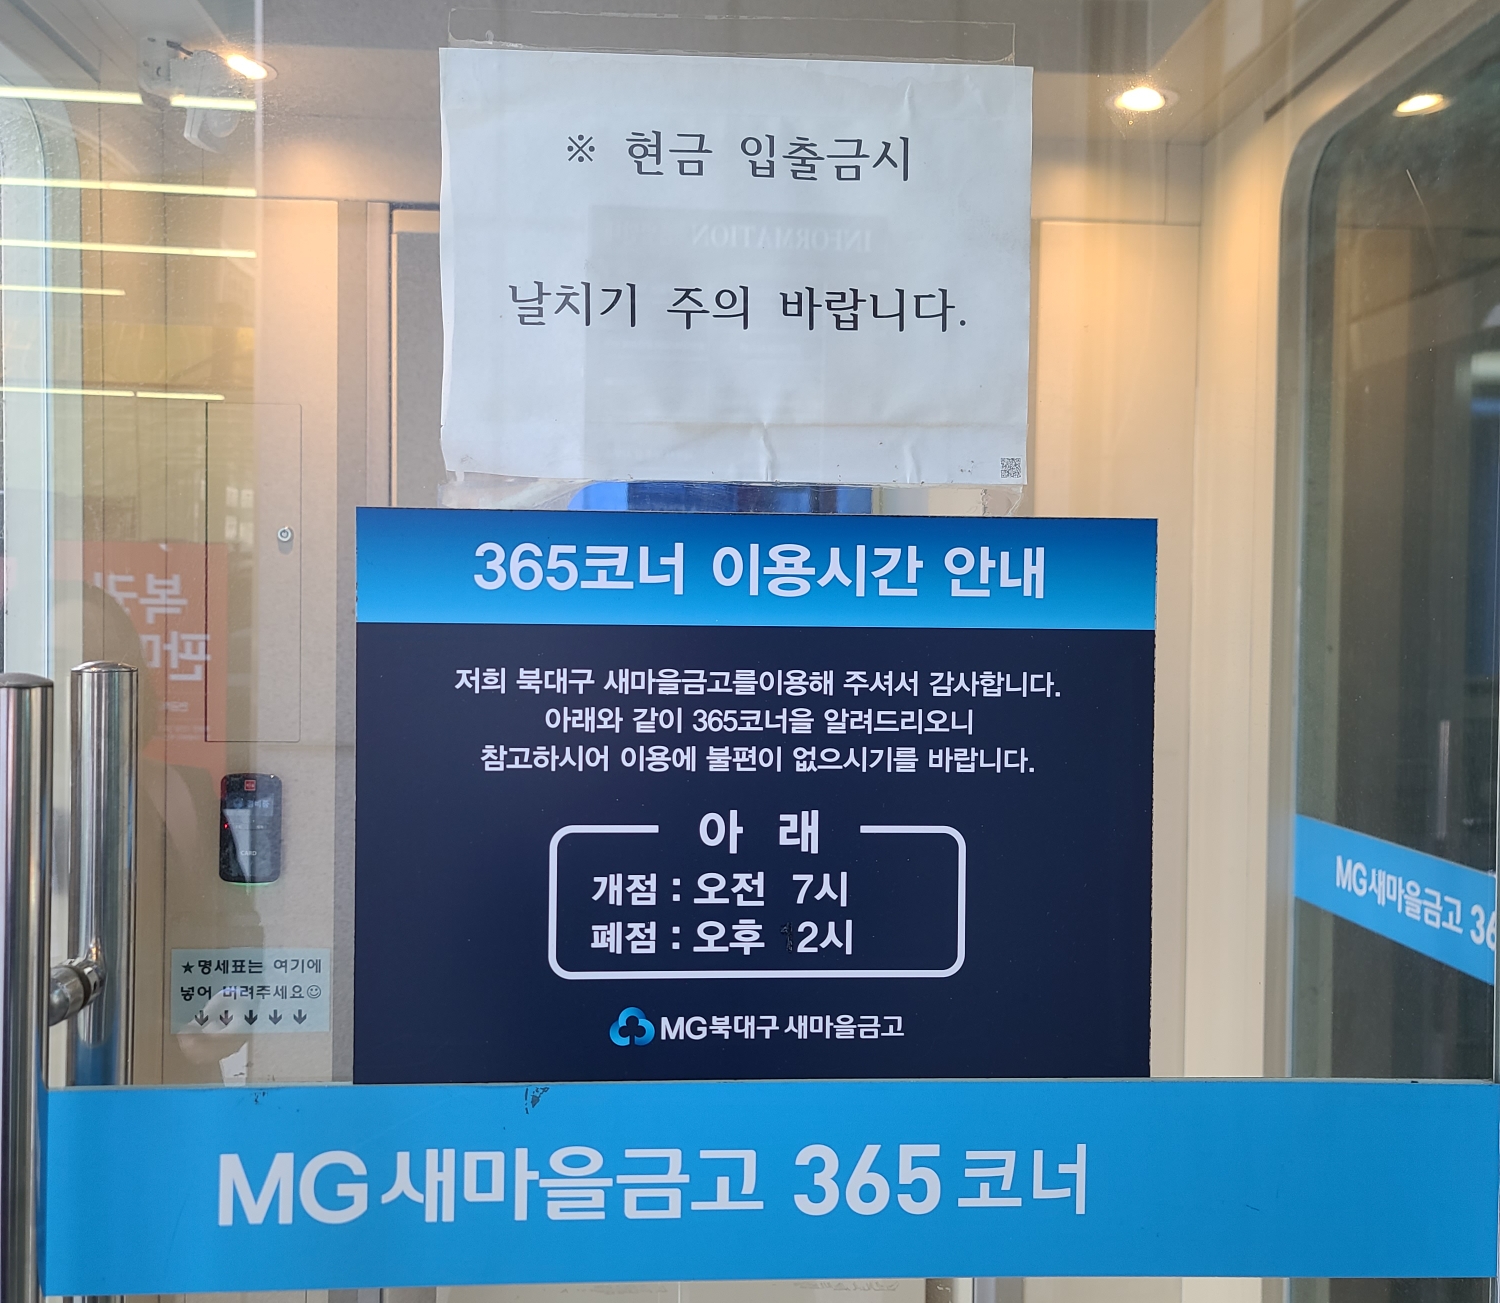 ※ 현금 입출금시
날치기 주의 바랍니다.
365코너 이용시간 안내
저희 북대구 새마을금고를이용해 주셔서 감사합니다.
아래와 같이 365코너을 알려드리오니
참고하시어 이용에 불편이 없으시기를 바랍니다.
아 래
개점 : 오전 7시
폐점 : 오후 2시
MG북대구 새마을금고
★명세표는 여기에
넣어 버려주세요☺
↓ ↓ ↓ ↓ ↓
MG새마을금고 365코너
MG새마을금고 36
INFORMATION
복권
CARD